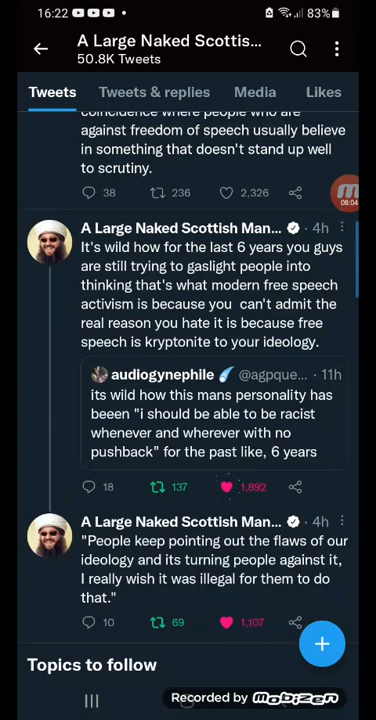 16:22
83%
A Large Naked Scottis...
50.8K Tweets
Tweets
Tweets & replies
Media
Likes
coincidence where people who are
against freedom of speech usually believe
in something that doesn't stand up well
to scrutiny.
38
236
2,326
08:04
A Large Naked Scottish Man... · 4h
It's wild how for the last 6 years you guys
are still trying to gaslight people into
thinking that's what modern free speech
activism is because you can't admit the
real reason you hate it is because free
speech is kryptonite to your ideology.
audiogynephile @agpque... · 11h
its wild how this mans personality has
beeen "i should be able to be racist
whenever and wherever with no
pushback" for the past like, 6 years
18
137
1,892
A Large Naked Scottish Man... · 4h
"People keep pointing out the flaws of our
ideology and its turning people against it,
I really wish it was illegal for them to do
that."
10
69
1,107
Topics to follow
Recorded by mobizen